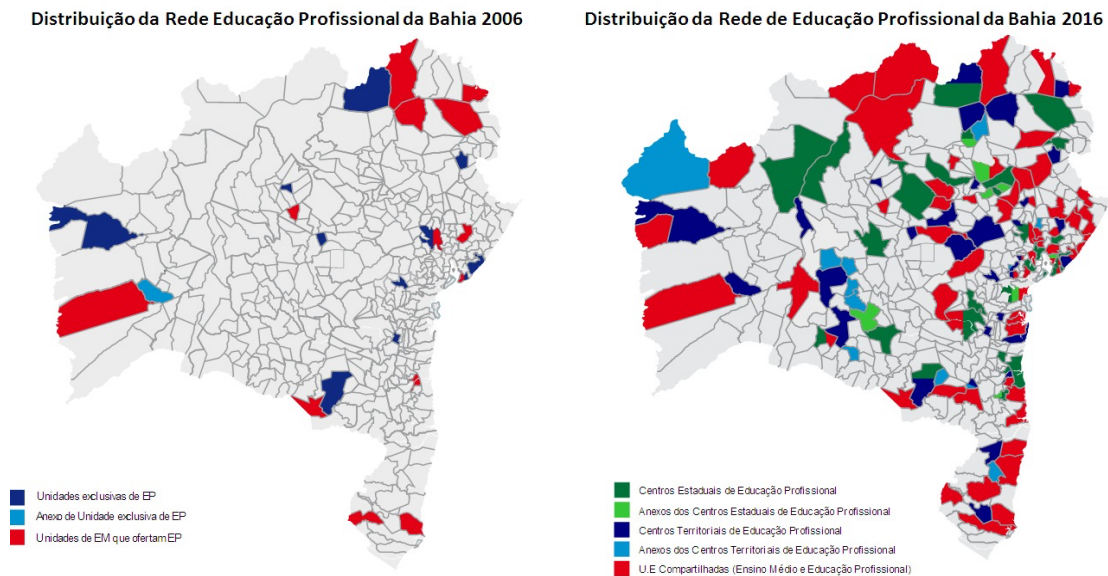 Distribuição da Rede Educação Profissional da Bahia 2006
Unidades exclusivas de EP
Anexo de Unidade exclusiva de EP
Unidades de EM que ofertam EP
Distribuição da Rede de Educação Profissional da Bahia 2016
Centros Estaduais de Educação Profissional
Anexos dos Centros Estaduais de Educação Profissional
Centros Territoriais de Educação Profissional
Anexos dos Centros Territoriais de Educação Profissional
U.E Compartilhadas (Ensino Médio e Educação Profissional)